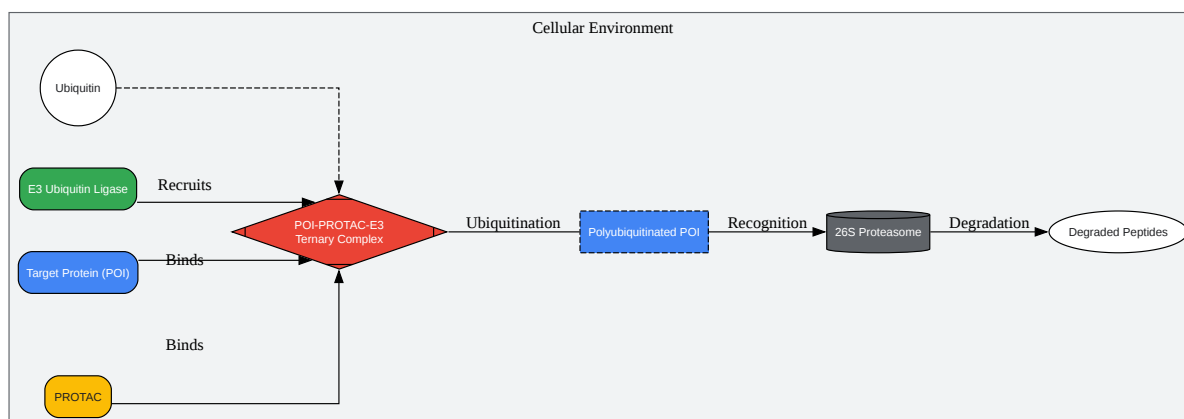 Cellular Environment
Ubiquitin
E3 Ubiquitin Ligase
Recruits
Target Protein (POI)
Binds
POI-PROTAC-E3
Ternary Complex
Ubiquitination
Polyubiquitinated POI
Recognition
26S Proteasome
Degradation
Degraded Peptides
Binds
PROTAC